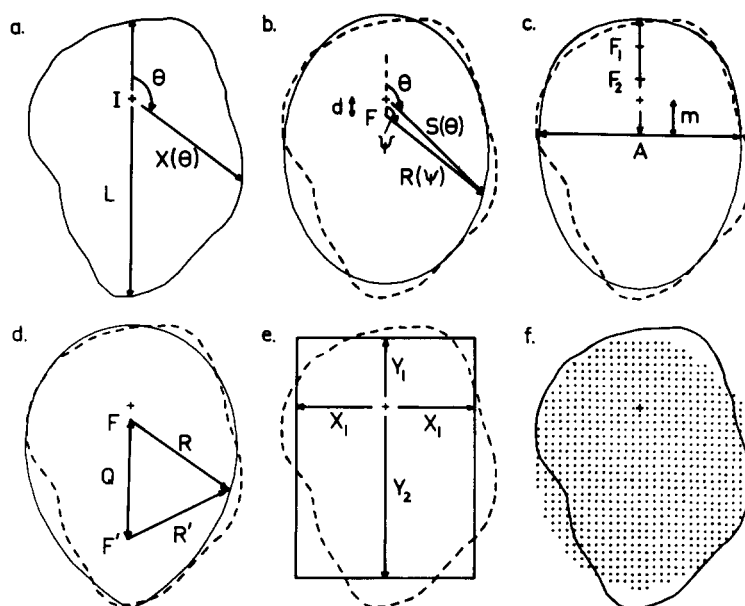 a.
θ
I
X(θ)
L
b.
θ
d
F
S(θ)
ψ
R(ψ)
c.
F₁
F₂
m
A
d.
F
R
Q
F'
R'
e.
Y₁
X₁ X₁
Y₂
f.